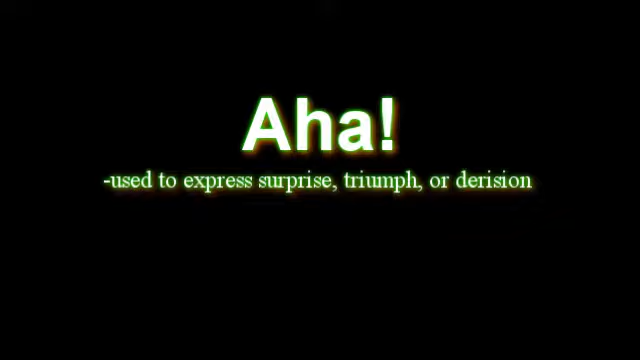 Aha!
-used to express surprise, triumph, or derision